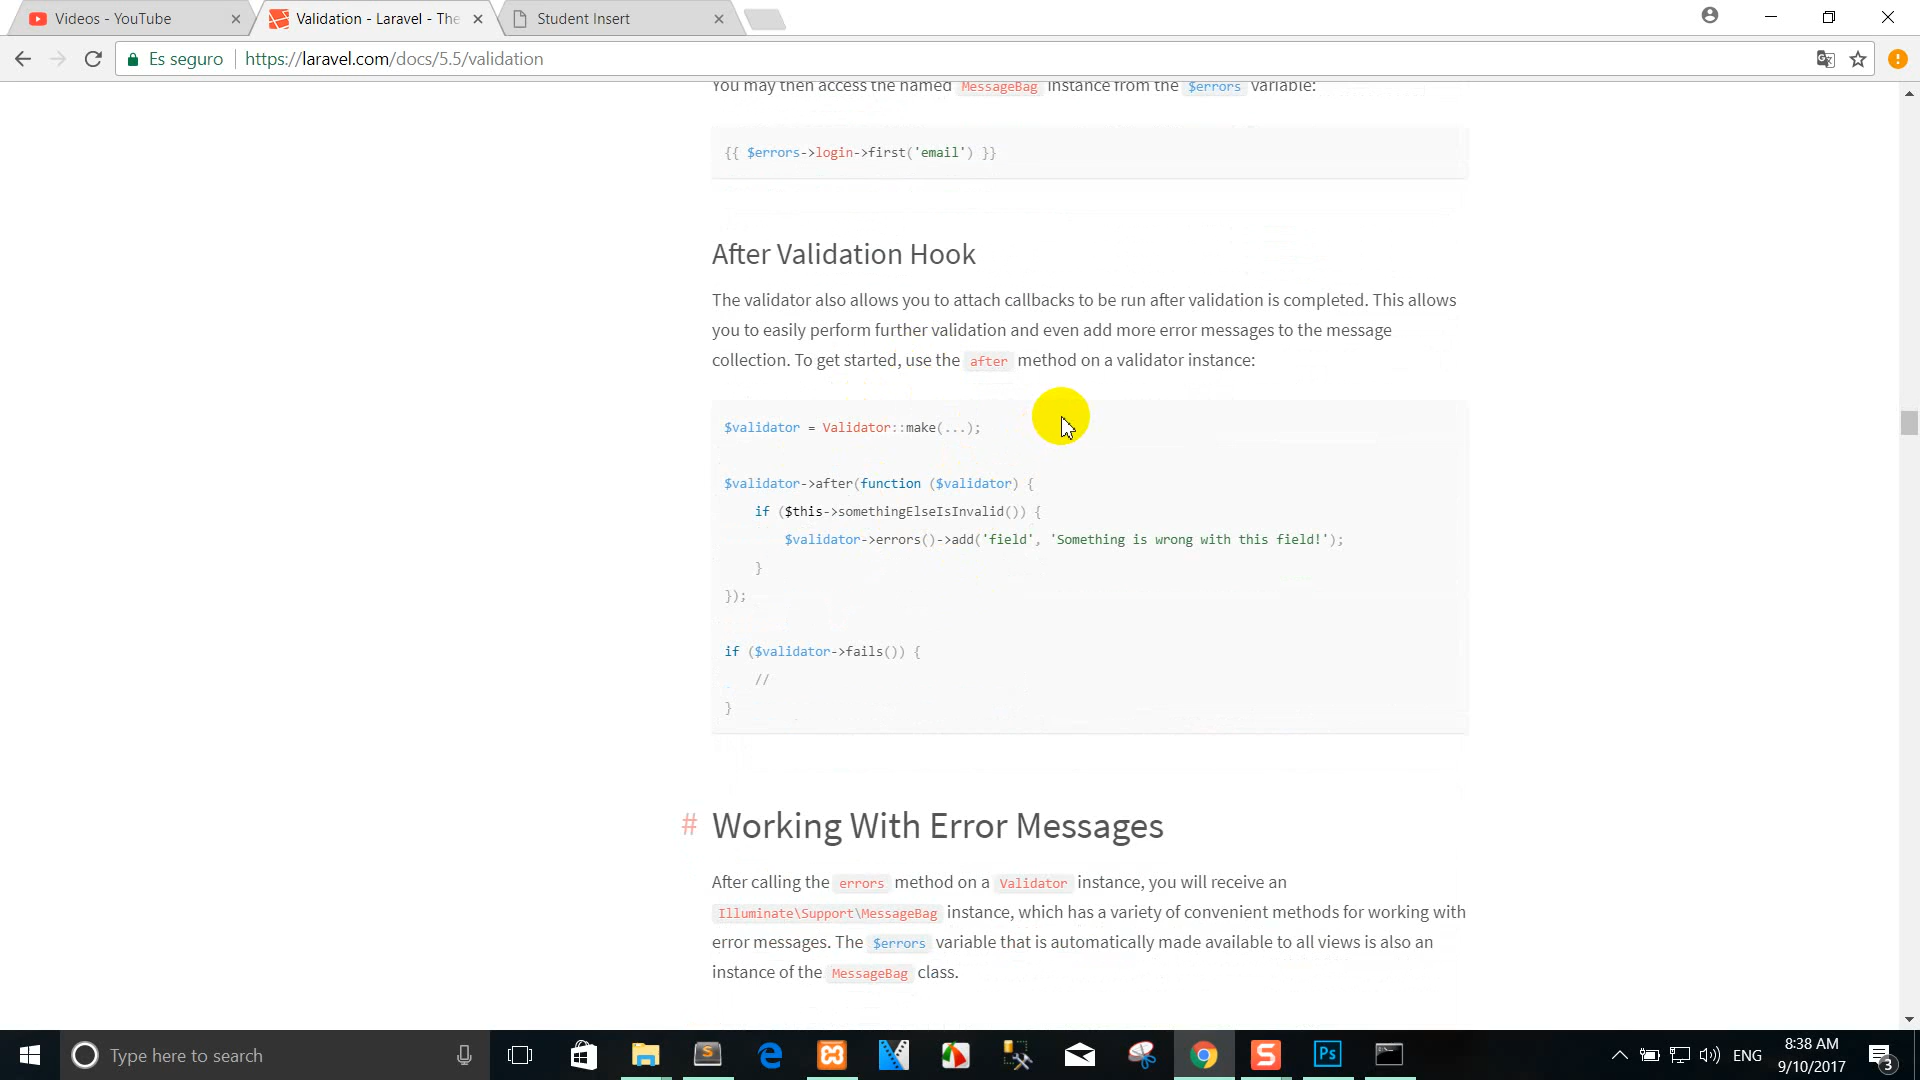 Videos - YouTube
Validation - Laravel - The
Student Insert
Es seguro
https://laravel.com/docs/5.5/validation
You may then access the named MessageBag instance from the $errors variable:
{{ $errors->login->first('email') }}
After Validation Hook
The validator also allows you to attach callbacks to be run after validation is completed. This allows
you to easily perform further validation and even add more error messages to the message
collection. To get started, use the after method on a validator instance:
$validator = Validator::make(...);
$validator->after(function ($validator) {
if ($this->somethingElseIsInvalid()) {
$validator->errors()->add('field', 'Something is wrong with this field!');
}
});
if ($validator->fails()) {
//
}
# Working With Error Messages
After calling the errors method on a Validator instance, you will receive an
Illuminate\Support\MessageBag instance, which has a variety of convenient methods for working with
error messages. The $errors variable that is automatically made available to all views is also an
instance of the MessageBag class.
Type here to search
Ps
ENG
8:38 AM
9/10/2017
3